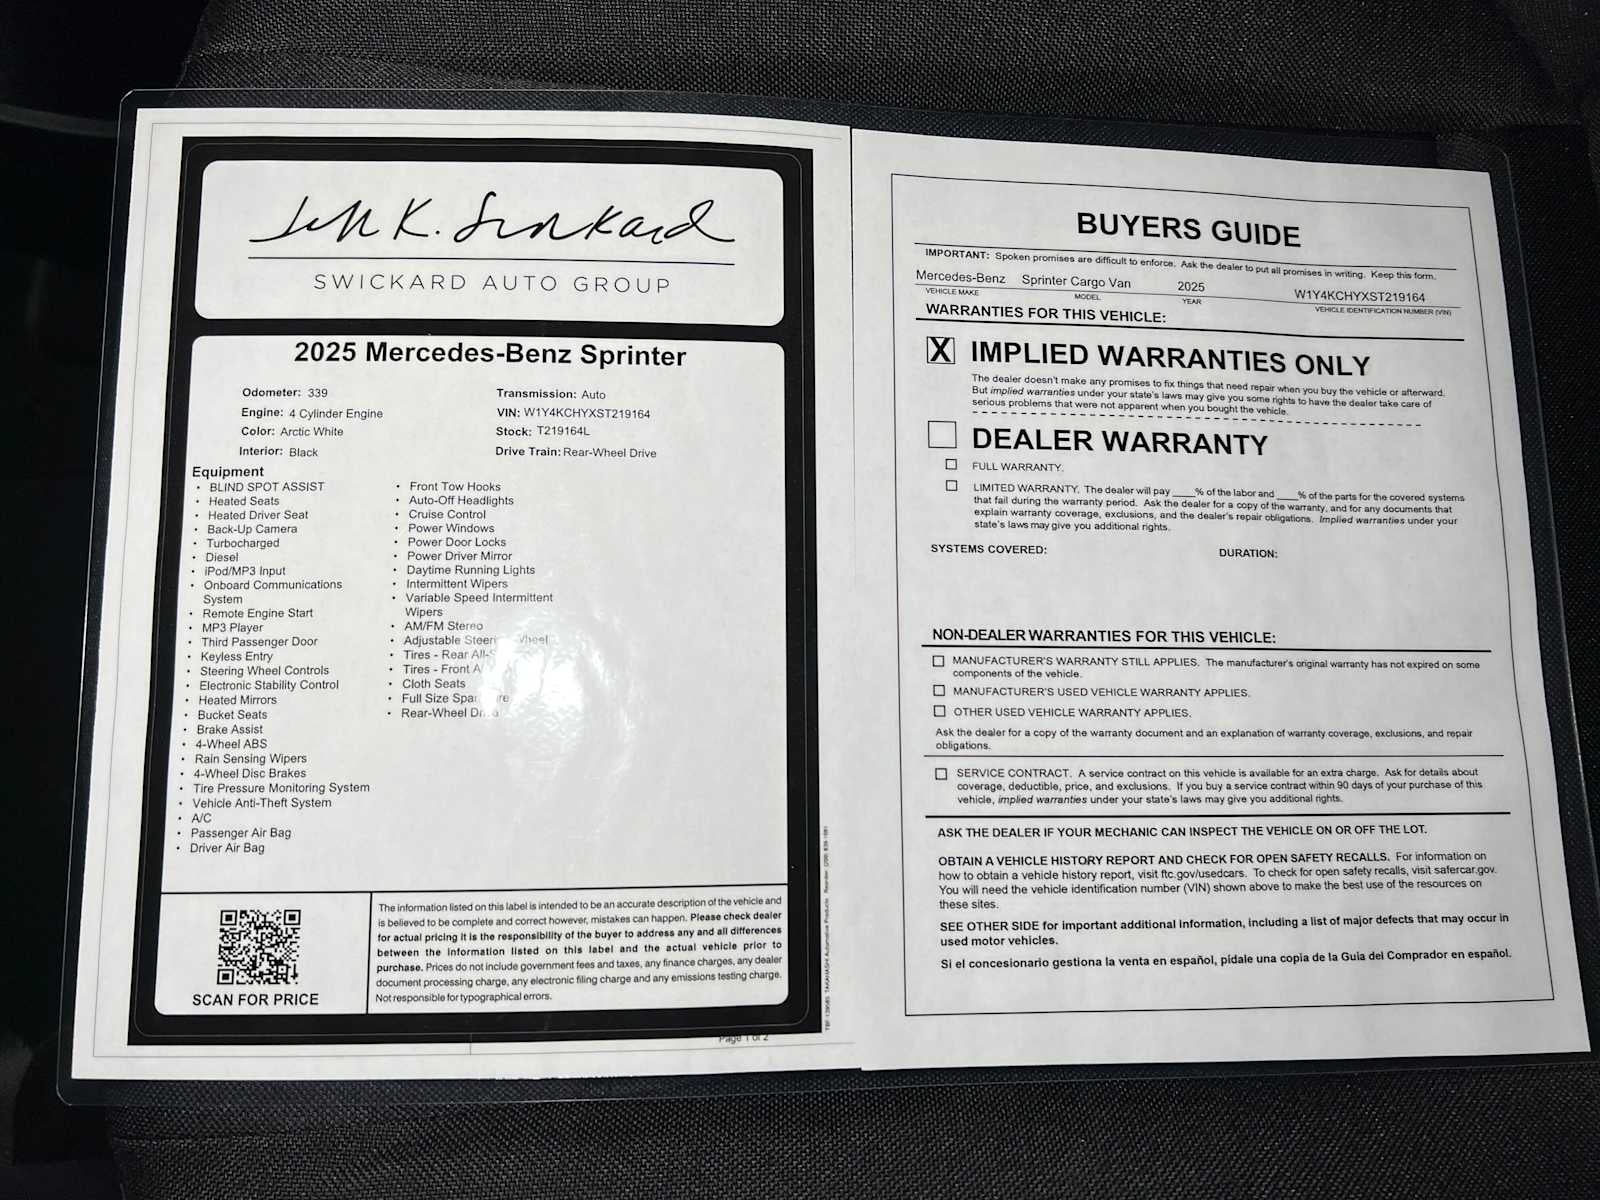 Jeff K. Swickard
SWICKARD AUTO GROUP
2025 Mercedes-Benz Sprinter
Odometer: 339
Engine: 4 Cylinder Engine
Color: Arctic White
Interior: Black
Transmission: Auto
VIN: W1Y4KCHYXST219164
Stock: T219164L
Drive Train: Rear-Wheel Drive
Equipment
• BLIND SPOT ASSIST
• Heated Seats
• Heated Driver Seat
• Back-Up Camera
• Turbocharged
• Diesel
• iPod/MP3 Input
• Onboard Communications
System
• Remote Engine Start
• MP3 Player
• Third Passenger Door
• Keyless Entry
• Steering Wheel Controls
• Electronic Stability Control
• Heated Mirrors
• Bucket Seats
• Brake Assist
• 4-Wheel ABS
• Rain Sensing Wipers
• 4-Wheel Disc Brakes
• Tire Pressure Monitoring System
• Vehicle Anti-Theft System
• A/C
• Passenger Air Bag
• Driver Air Bag
• Front Tow Hooks
• Auto-Off Headlights
• Cruise Control
• Power Windows
• Power Door Locks
• Power Driver Mirror
• Daytime Running Lights
• Intermittent Wipers
• Variable Speed Intermittent
Wipers
• AM/FM Stereo
• Adjustable Steering Wheel
• Tires - Rear
• Tires - Front
• Cloth Seats
• Full Size Spare Tire
• Rear-Wheel Drive
SCAN FOR PRICE
The information listed on this label is intended to be an accurate description of the vehicle and
is believed to be complete and correct however, mistakes can happen. Please check dealer
for actual pricing it is the responsibility of the buyer to address any and all differences
between the information listed on this label and the actual vehicle prior to
purchase. Prices do not include government fees and taxes, any finance charges, any dealer
document processing charge, any electronic filing charge and any emissions testing charge.
Not responsible for typographical errors.
Page 1 of 2
TAKAHASHI Automotive Products
BUYERS GUIDE
IMPORTANT: Spoken promises are difficult to enforce. Ask the dealer to put all promises in writing. Keep this form.
Mercedes-Benz Sprinter Cargo Van 2025 W1Y4KCHYXST219164
VEHICLE MAKE MODEL YEAR VEHICLE IDENTIFICATION NUMBER (VIN)
WARRANTIES FOR THIS VEHICLE:
X IMPLIED WARRANTIES ONLY
The dealer doesn't make any promises to fix things that need repair when you buy the vehicle or afterward.
But implied warranties under your state's laws may give you some rights to have the dealer take care of
serious problems that were not apparent when you bought the vehicle.
DEALER WARRANTY
FULL WARRANTY.
LIMITED WARRANTY. The dealer will pay ____% of the labor and ____% of the parts for the covered systems
that fail during the warranty period. Ask the dealer for a copy of the warranty, and for any documents that
explain warranty coverage, exclusions, and the dealer's repair obligations. Implied warranties under your
state's laws may give you additional rights.
SYSTEMS COVERED: DURATION:
NON-DEALER WARRANTIES FOR THIS VEHICLE:
MANUFACTURER'S WARRANTY STILL APPLIES. The manufacturer's original warranty has not expired on some
components of the vehicle.
MANUFACTURER'S USED VEHICLE WARRANTY APPLIES.
OTHER USED VEHICLE WARRANTY APPLIES.
Ask the dealer for a copy of the warranty document and an explanation of warranty coverage, exclusions, and repair
obligations.
SERVICE CONTRACT. A service contract on this vehicle is available for an extra charge. Ask for details about
coverage, deductible, price, and exclusions. If you buy a service contract within 90 days of your purchase of this
vehicle, implied warranties under your state's laws may give you additional rights.
ASK THE DEALER IF YOUR MECHANIC CAN INSPECT THE VEHICLE ON OR OFF THE LOT.
OBTAIN A VEHICLE HISTORY REPORT AND CHECK FOR OPEN SAFETY RECALLS. For information on
how to obtain a vehicle history report, visit ftc.gov/usedcars. To check for open safety recalls, visit safercar.gov.
You will need the vehicle identification number (VIN) shown above to make the best use of the resources on
these sites.
SEE OTHER SIDE for important additional information, including a list of major defects that may occur in
used motor vehicles.
Si el concesionario gestiona la venta en español, pídale una copia de la Guía del Comprador en español.